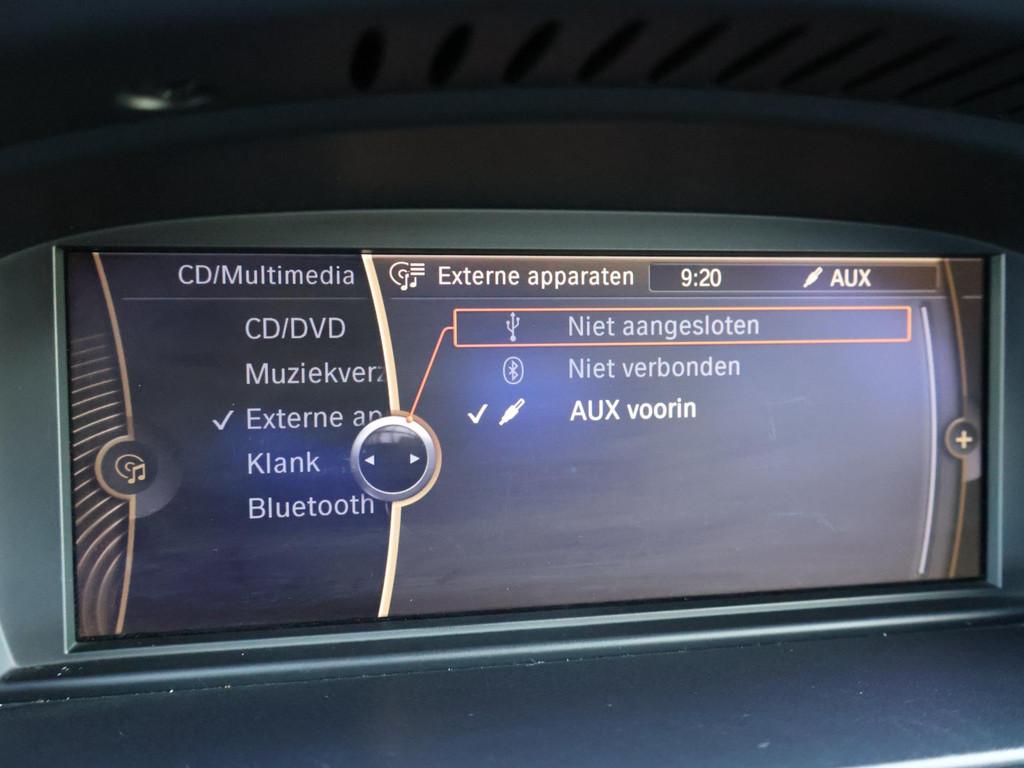 CD/Multimedia
CD/DVD
Muziekver
Externe ap
Klank
Bluetooth
Externe apparaten 9:20 AUX
Niet aangesloten
Niet verbonden
AUX voorin